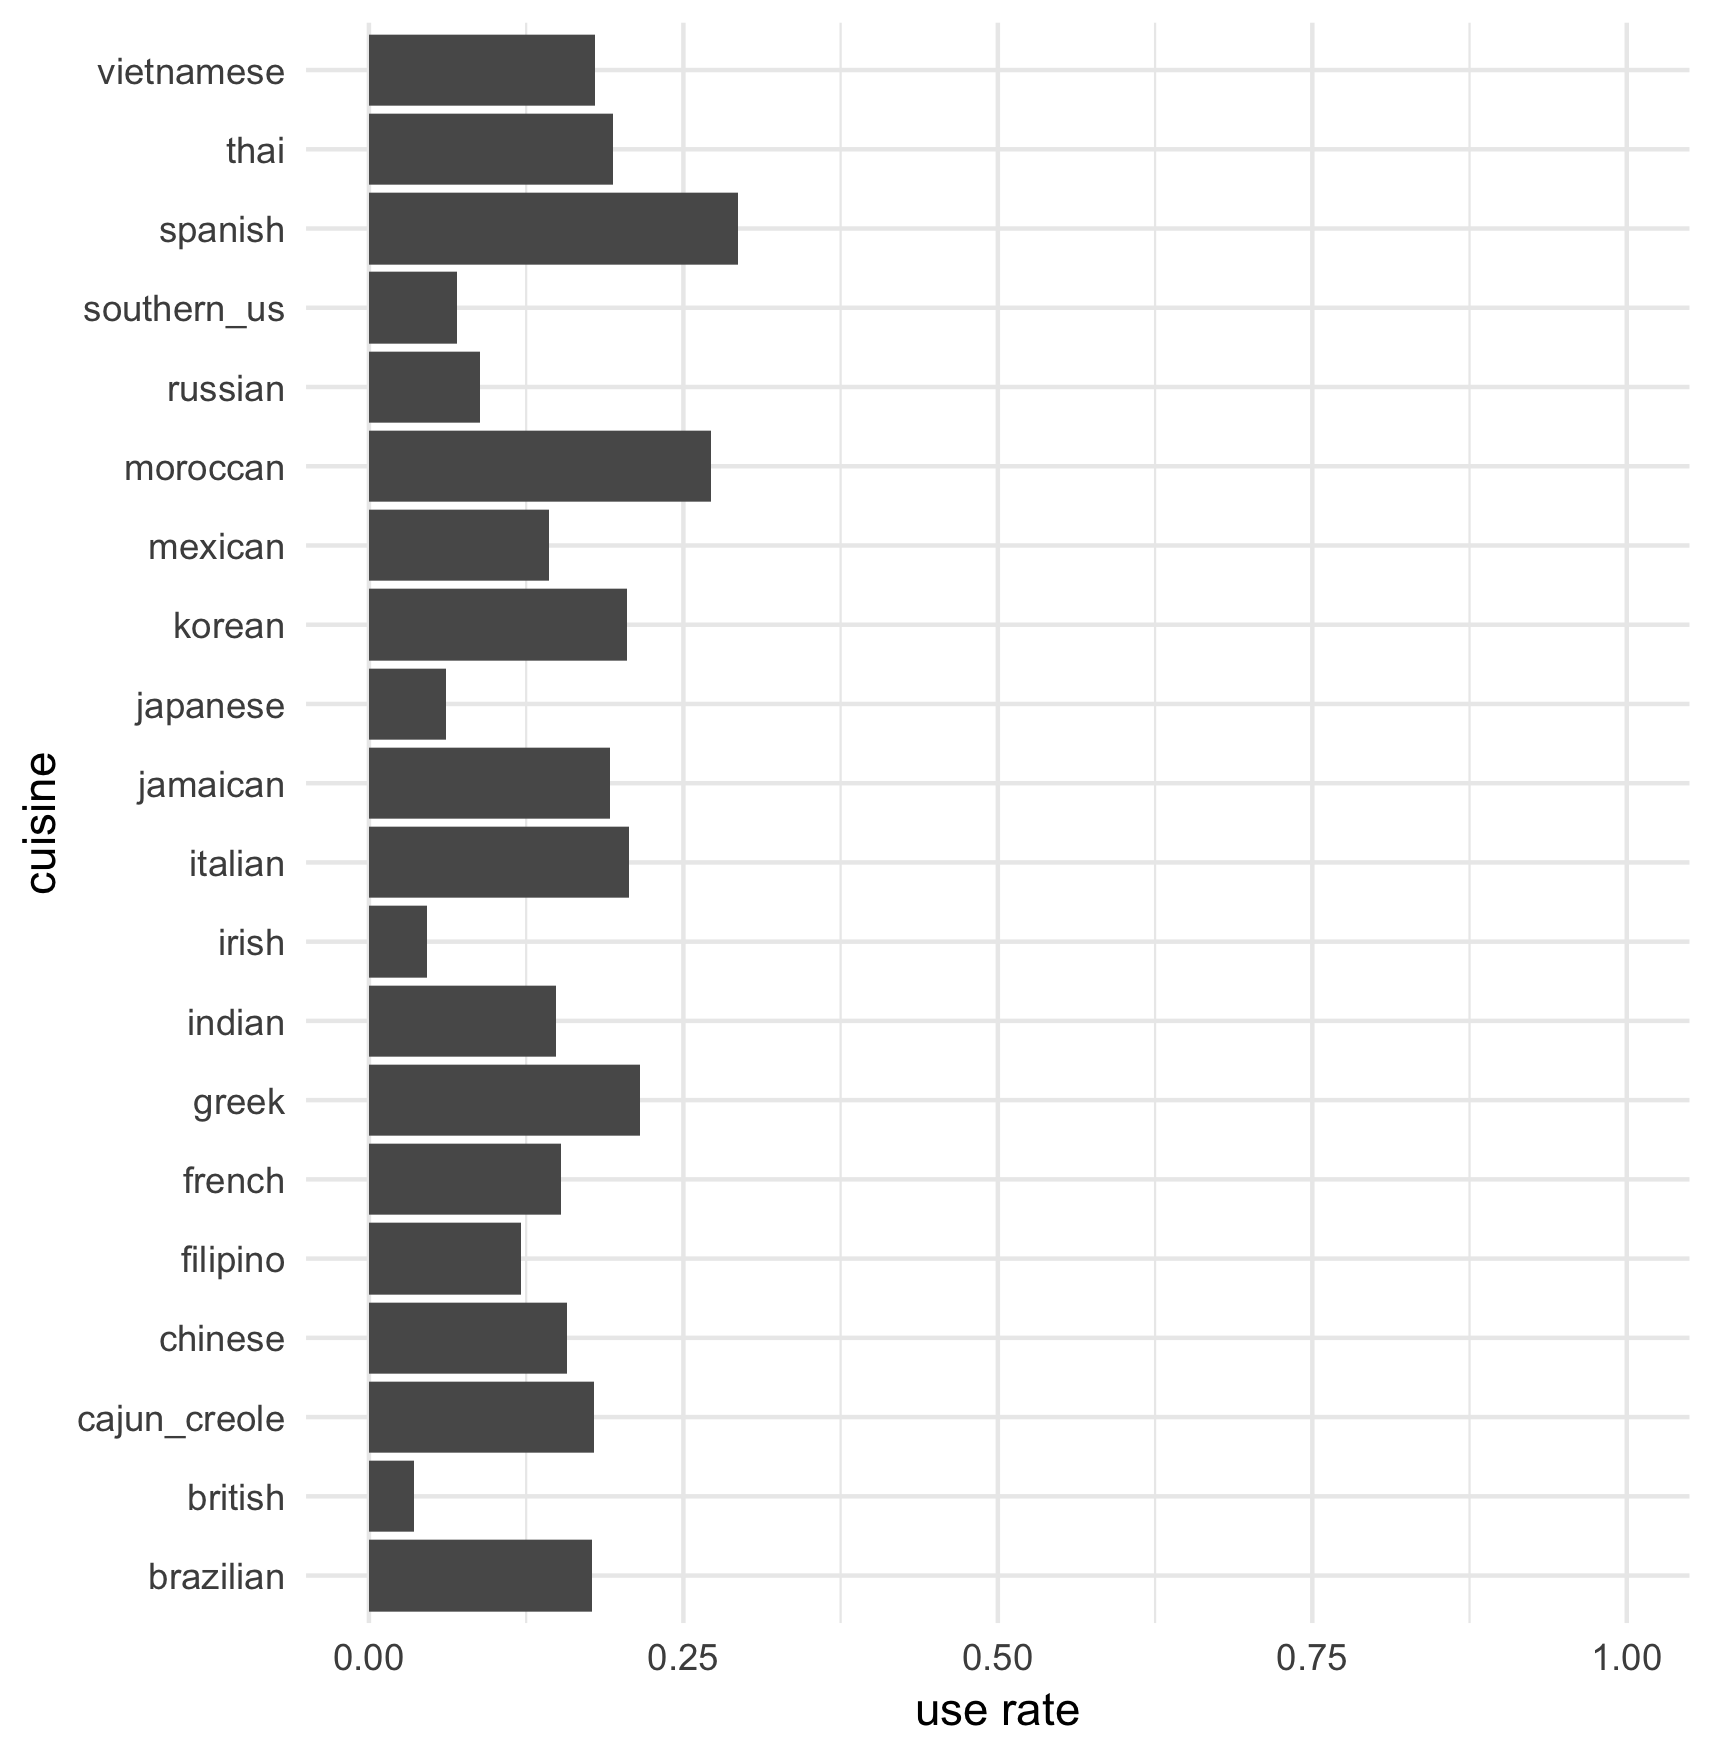 vietnamese
thai
spanish
southern_us
russian
moroccan
mexican
korean
japanese
jamaican
italian
irish
indian
greek
french
filipino
chinese
cajun_creole
british
brazilian
cuisine
0.00 0.25 0.50 0.75 1.00
use rate